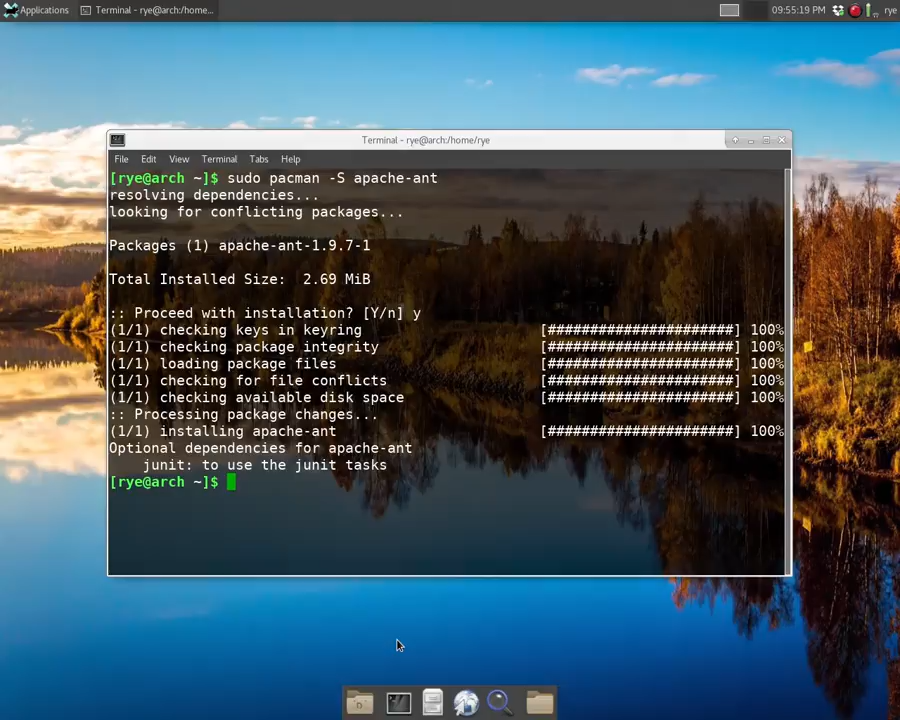 Applications Terminal - rye@arch:/home... 09:55:19 PM rye
Terminal - rye@arch:/home/rye
File Edit View Terminal Tabs Help
[rye@arch ~]$ sudo pacman -S apache-ant
resolving dependencies...
looking for conflicting packages...
Packages (1) apache-ant-1.9.7-1
Total Installed Size:  2.69 MiB
:: Proceed with installation? [Y/n] y
(1/1) checking keys in keyring [######################] 100%
(1/1) checking package integrity [######################] 100%
(1/1) loading package files [######################] 100%
(1/1) checking for file conflicts [######################] 100%
(1/1) checking available disk space [######################] 100%
:: Processing package changes...
(1/1) installing apache-ant [######################] 100%
Optional dependencies for apache-ant
    junit: to use the junit tasks
[rye@arch ~]$